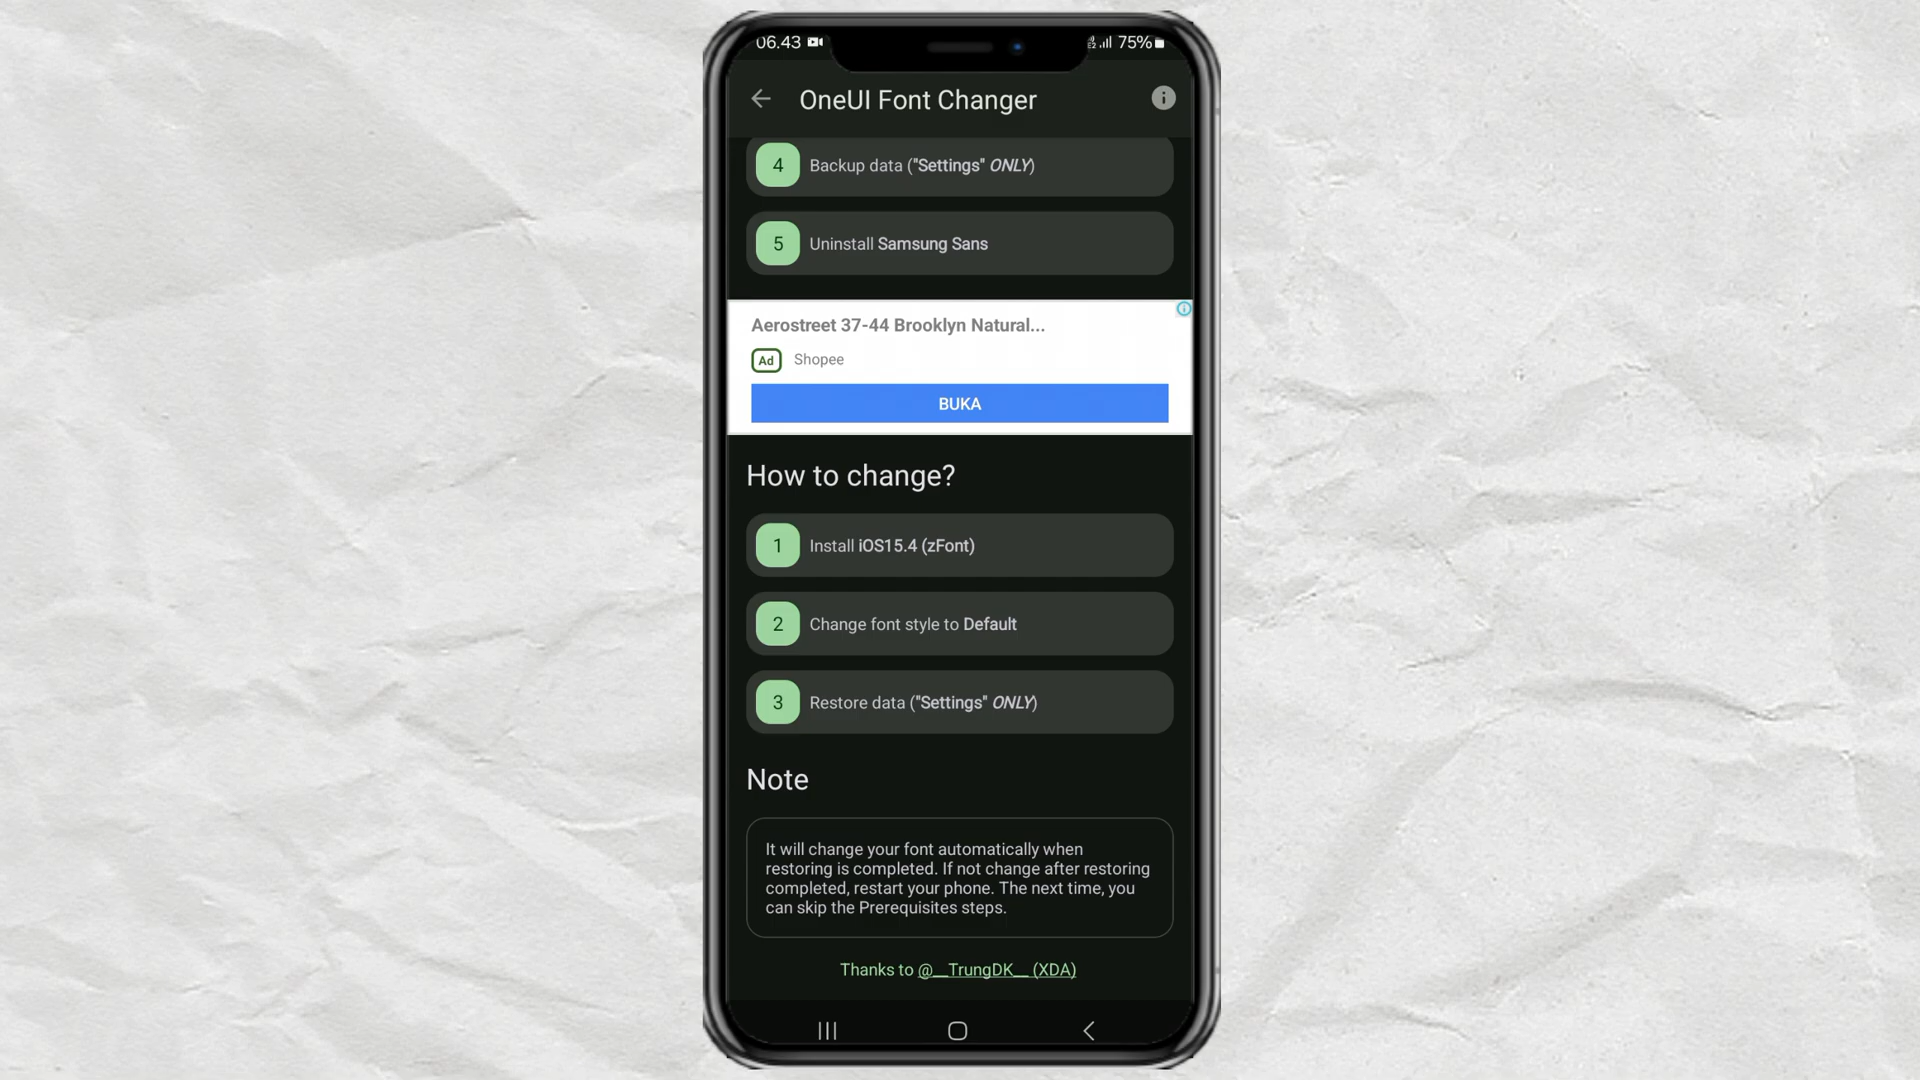 06.43 75%
OneUI Font Changer
4 Backup data ("Settings" ONLY)
5 Uninstall Samsung Sans
Aerostreet 37-44 Brooklyn Natural...
Ad Shopee
BUKA
How to change?
1 Install iOS15.4 (zFont)
2 Change font style to Default
3 Restore data ("Settings" ONLY)
Note
It will change your font automatically when
restoring is completed. If not change after restoring
completed, restart your phone. The next time, you
can skip the Prerequisites steps.
Thanks to @__TrungDK__ (XDA)